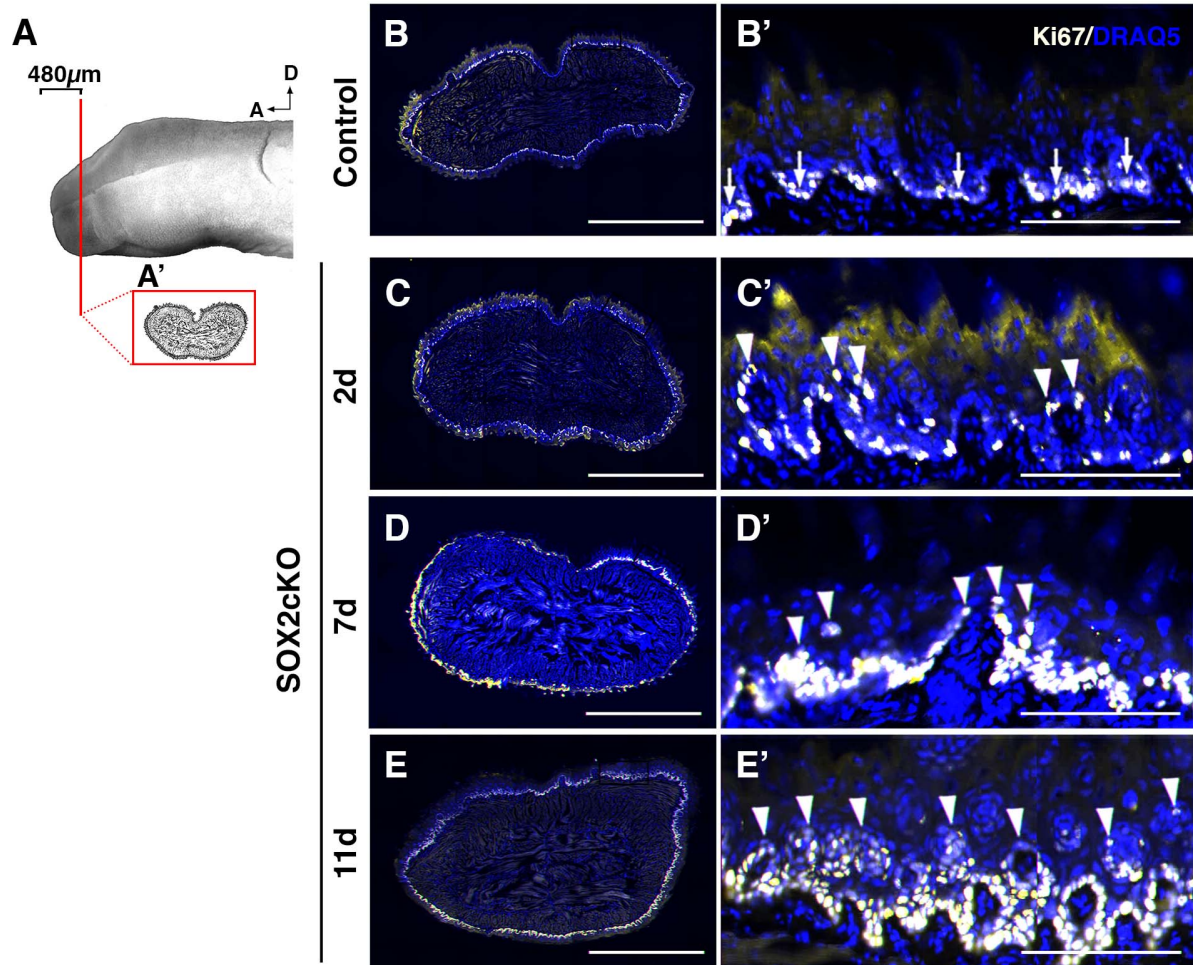 A
480µm
D
A
A’
Control
B
B’
Ki67/DRAQ5
SOX2cKO
2d
C
C’
7d
D
D’
11d
E
E’